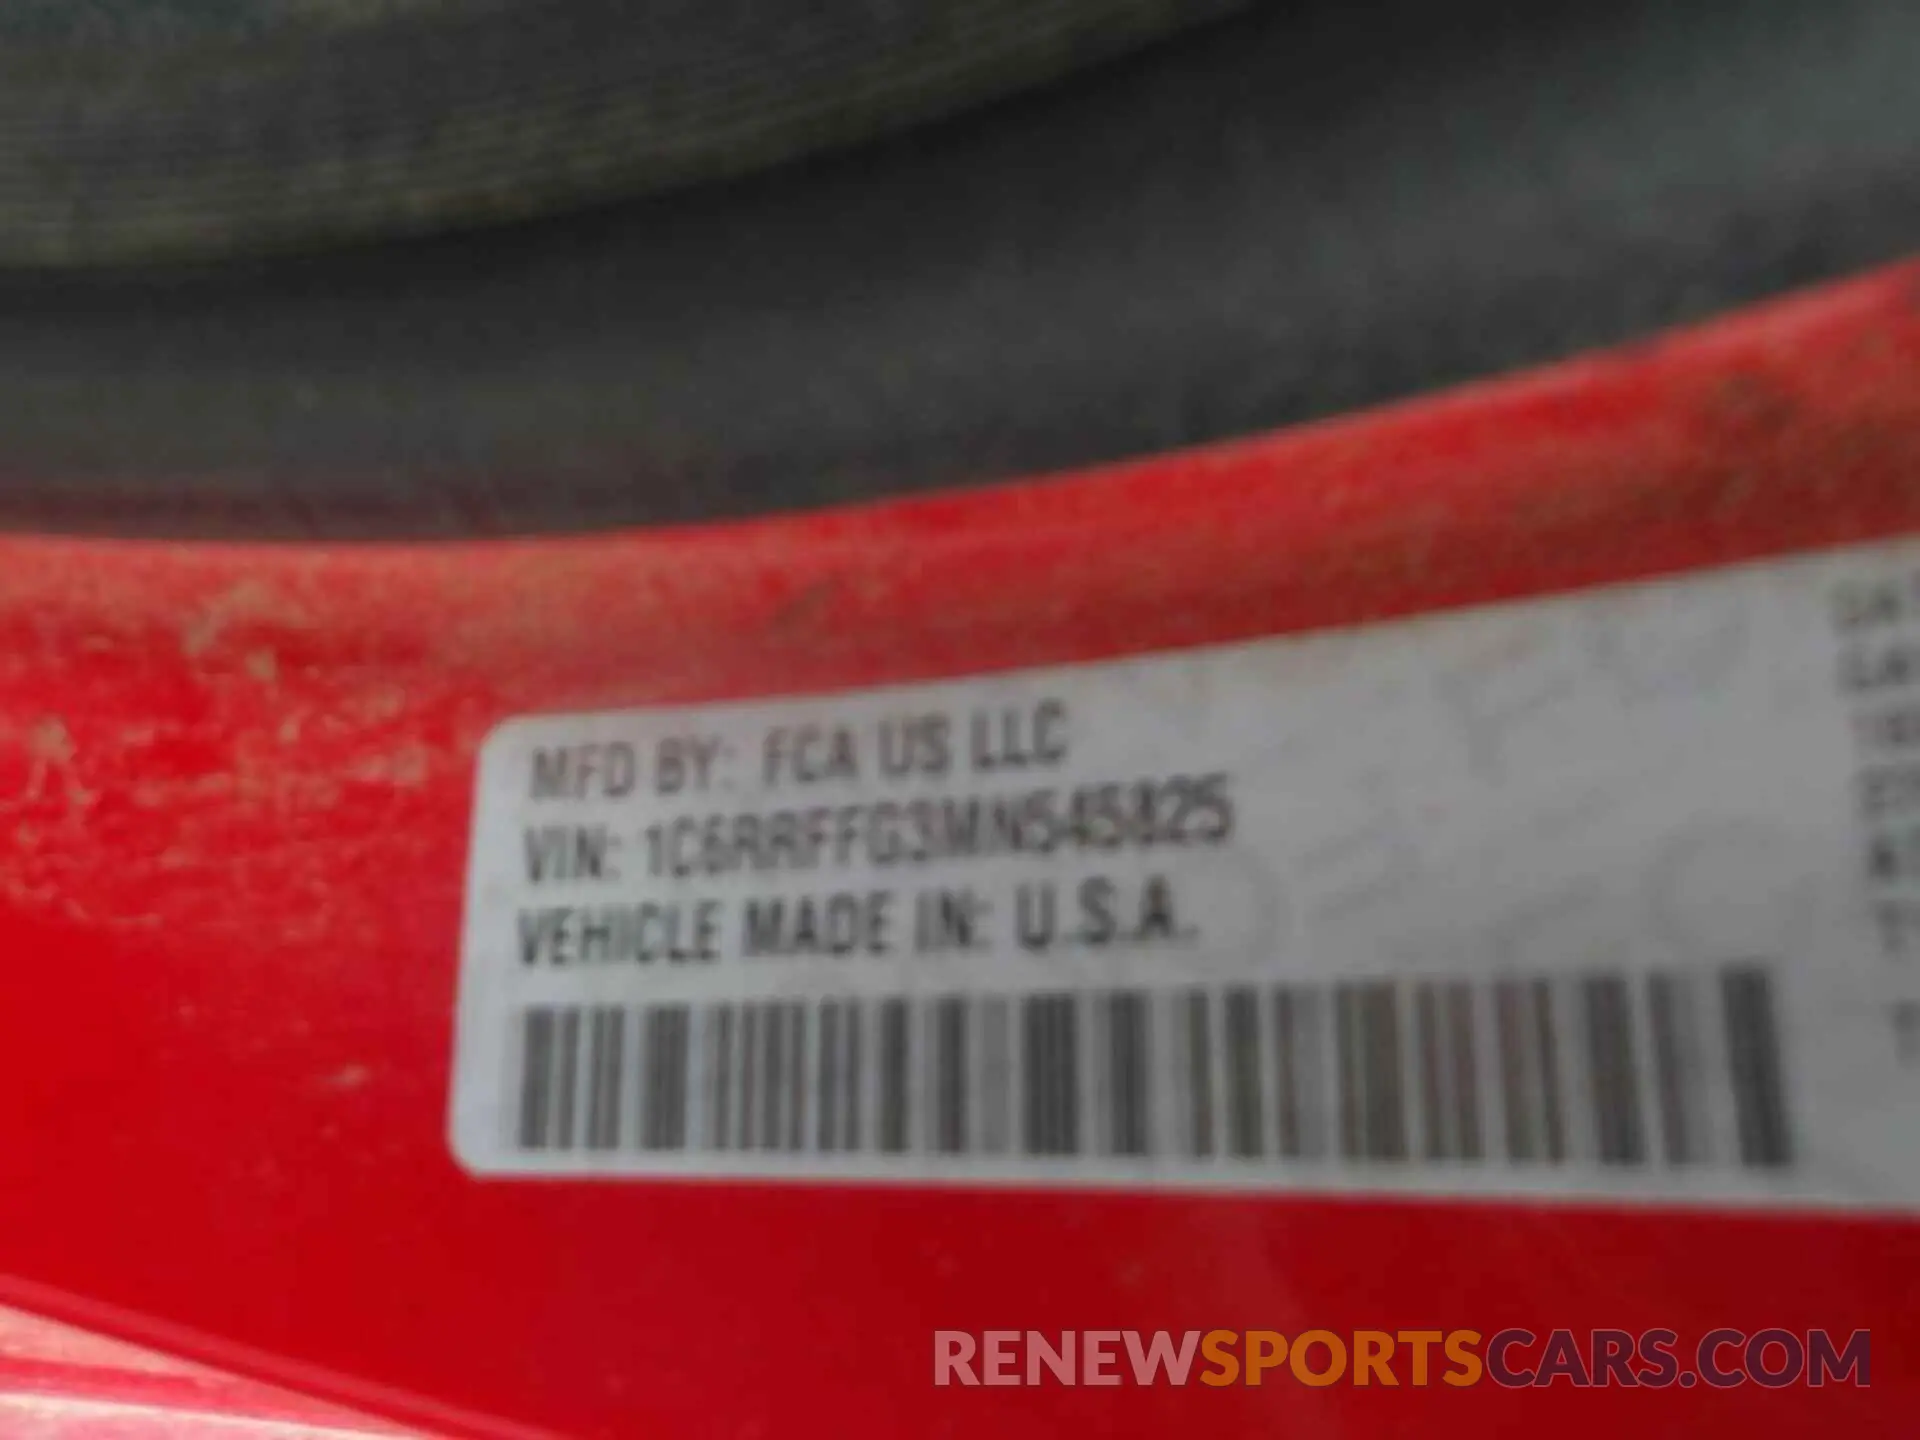 MFD BY: FCA US LLC
VIN: 1C6RRFFG3MN545825
VEHICLE MADE IN: U.S.A.
RENEWSPORTSCARS.COM